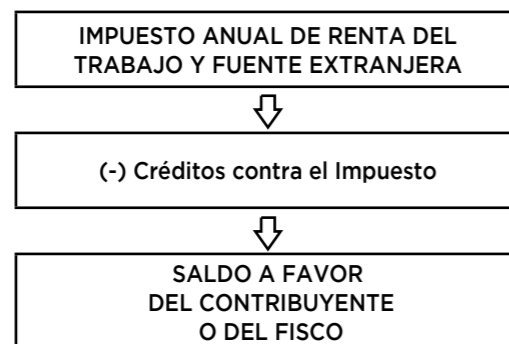 IMPUESTO ANUAL DE RENTA DEL
TRABAJO Y FUENTE EXTRANJERA
(-) Créditos contra el Impuesto
SALDO A FAVOR
DEL CONTRIBUYENTE
O DEL FISCO